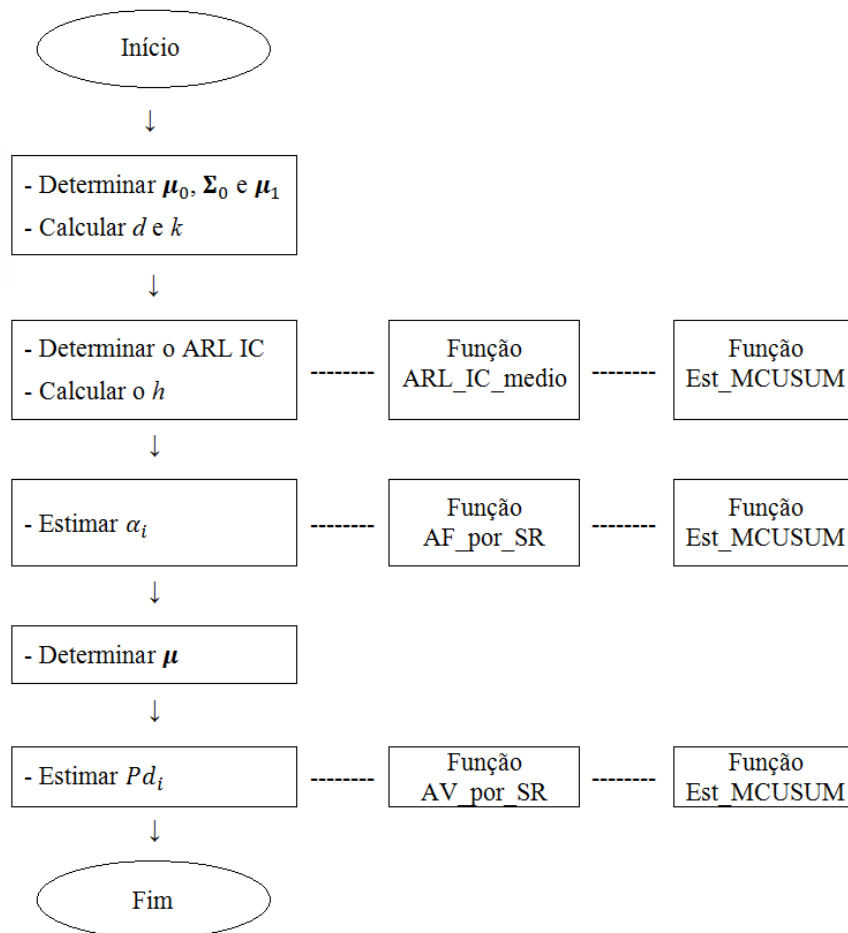 Início
↓
- Determinar 𝝁₀, 𝚺₀ e 𝝁₁
- Calcular d e k
↓
- Determinar o ARL IC
- Calcular o h
--------
Função
ARL_IC_medio
--------
Função
Est_MCUSUM
↓
- Estimar αᵢ
--------
Função
AF_por_SR
--------
Função
Est_MCUSUM
↓
- Determinar 𝝁
↓
- Estimar Pdᵢ
--------
Função
AV_por_SR
--------
Função
Est_MCUSUM
↓
Fim